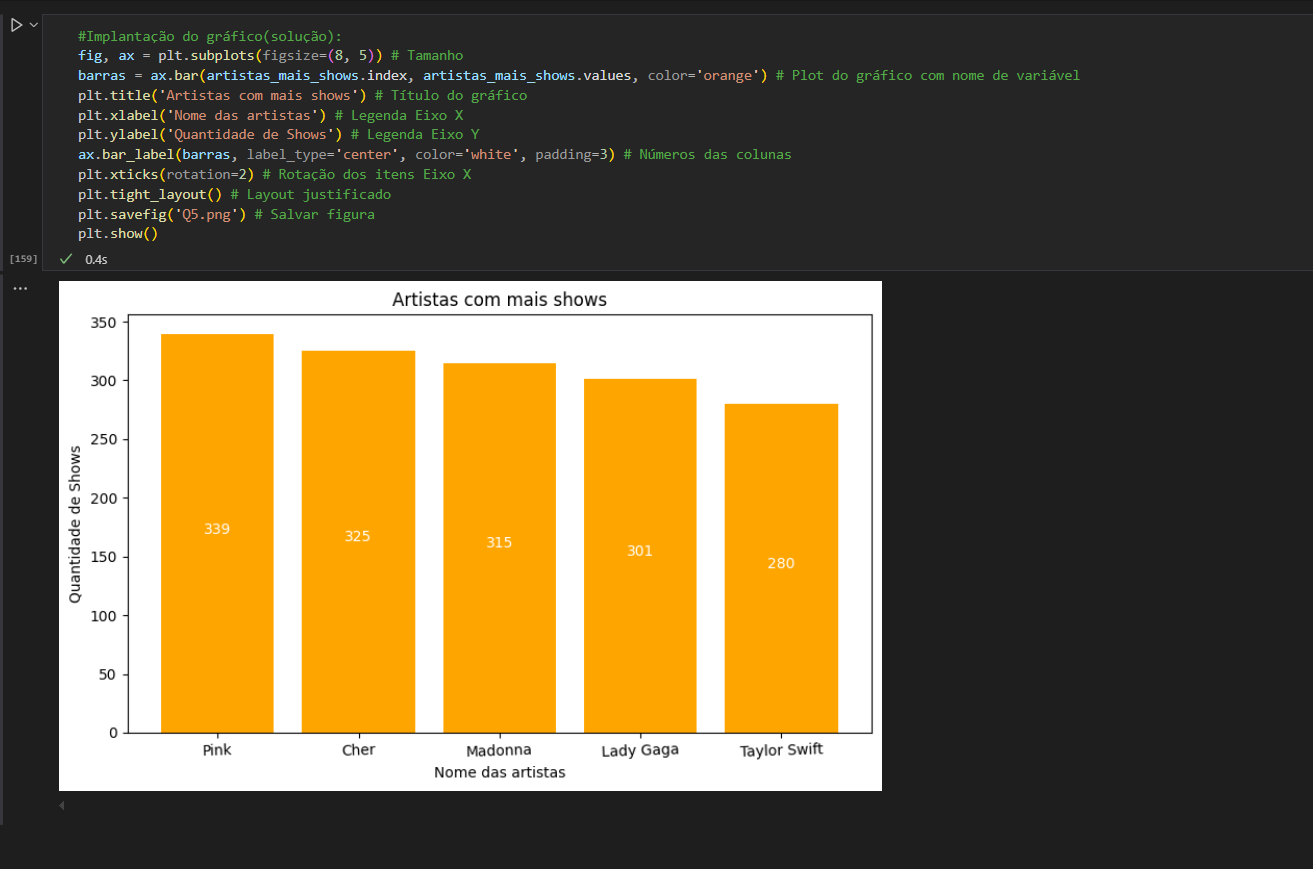 #Implantação do gráfico(solução):
fig, ax = plt.subplots(figsize=(8, 5)) # Tamanho
barras = ax.bar(artistas_mais_shows.index, artistas_mais_shows.values, color='orange') # Plot do gráfico com nome de variável
plt.title('Artistas com mais shows') # Título do gráfico
plt.xlabel('Nome das artistas') # Legenda Eixo X
plt.ylabel('Quantidade de Shows') # Legenda Eixo Y
ax.bar_label(barras, label_type='center', color='white', padding=3) # Números das colunas
plt.xticks(rotation=2) # Rotação dos itens Eixo X
plt.tight_layout() # Layout justificado
plt.savefig('Q5.png') # Salvar figura
plt.show()
[159] 0.4s
Artistas com mais shows
Quantidade de Shows
350
300
250
200
150
100
50
0
339 325 315 301 280
Pink Cher Madonna Lady Gaga Taylor Swift
Nome das artistas